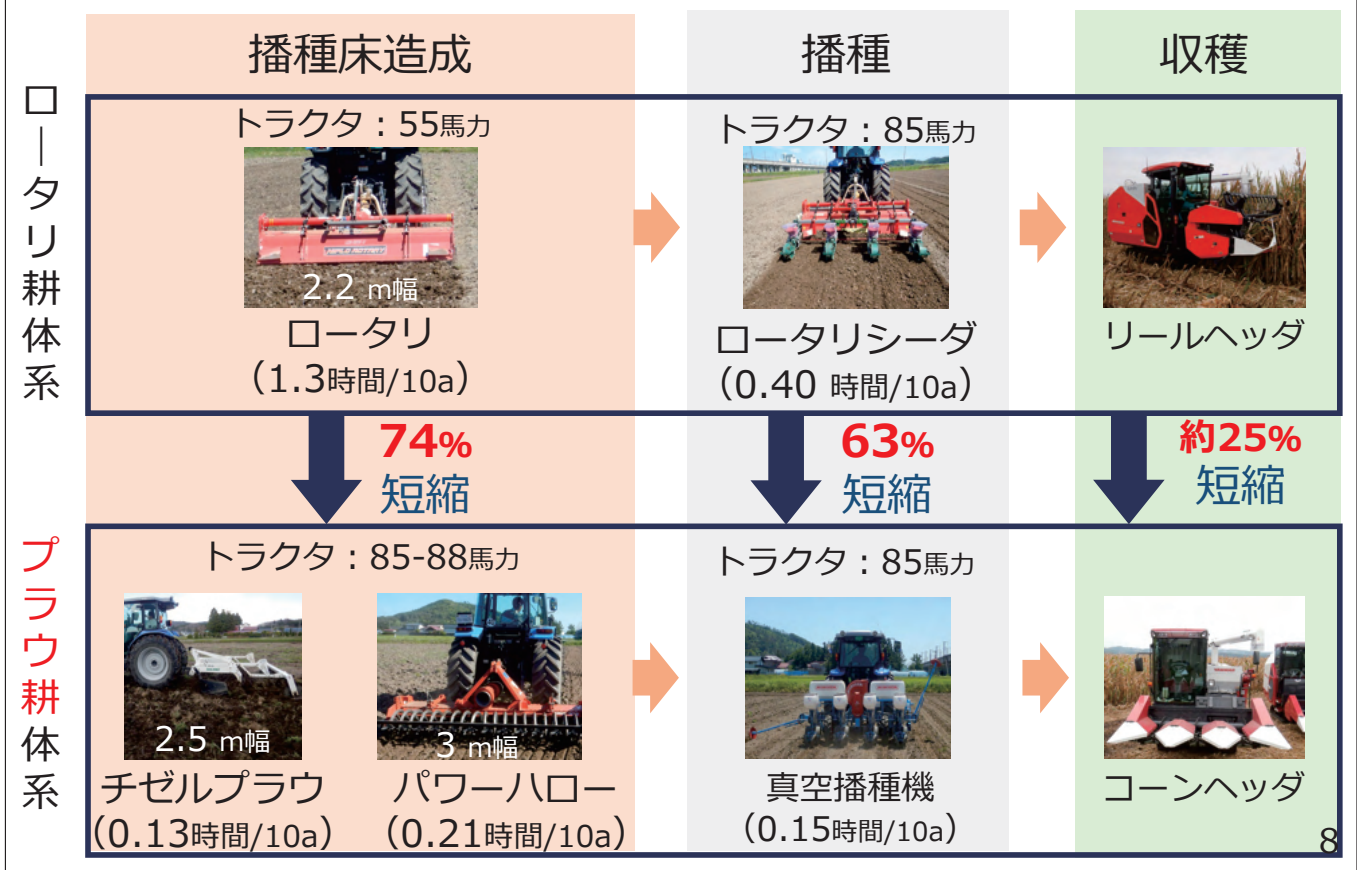 播種床造成
播種
収穫
ロータリ耕体系
トラクタ：55馬力
2.2 m幅
ロータリ
（1.3時間/10a）
トラクタ：85馬力
ロータリシーダ
（0.40 時間/10a）
リールヘッダ
74%
短縮
63%
短縮
約25%
短縮
プラウ耕体系
トラクタ：85-88馬力
2.5 m幅
チゼルプラウ
（0.13時間/10a）
3 m幅
パワーハロー
（0.21時間/10a）
トラクタ：85馬力
真空播種機
（0.15時間/10a）
コーンヘッダ
8